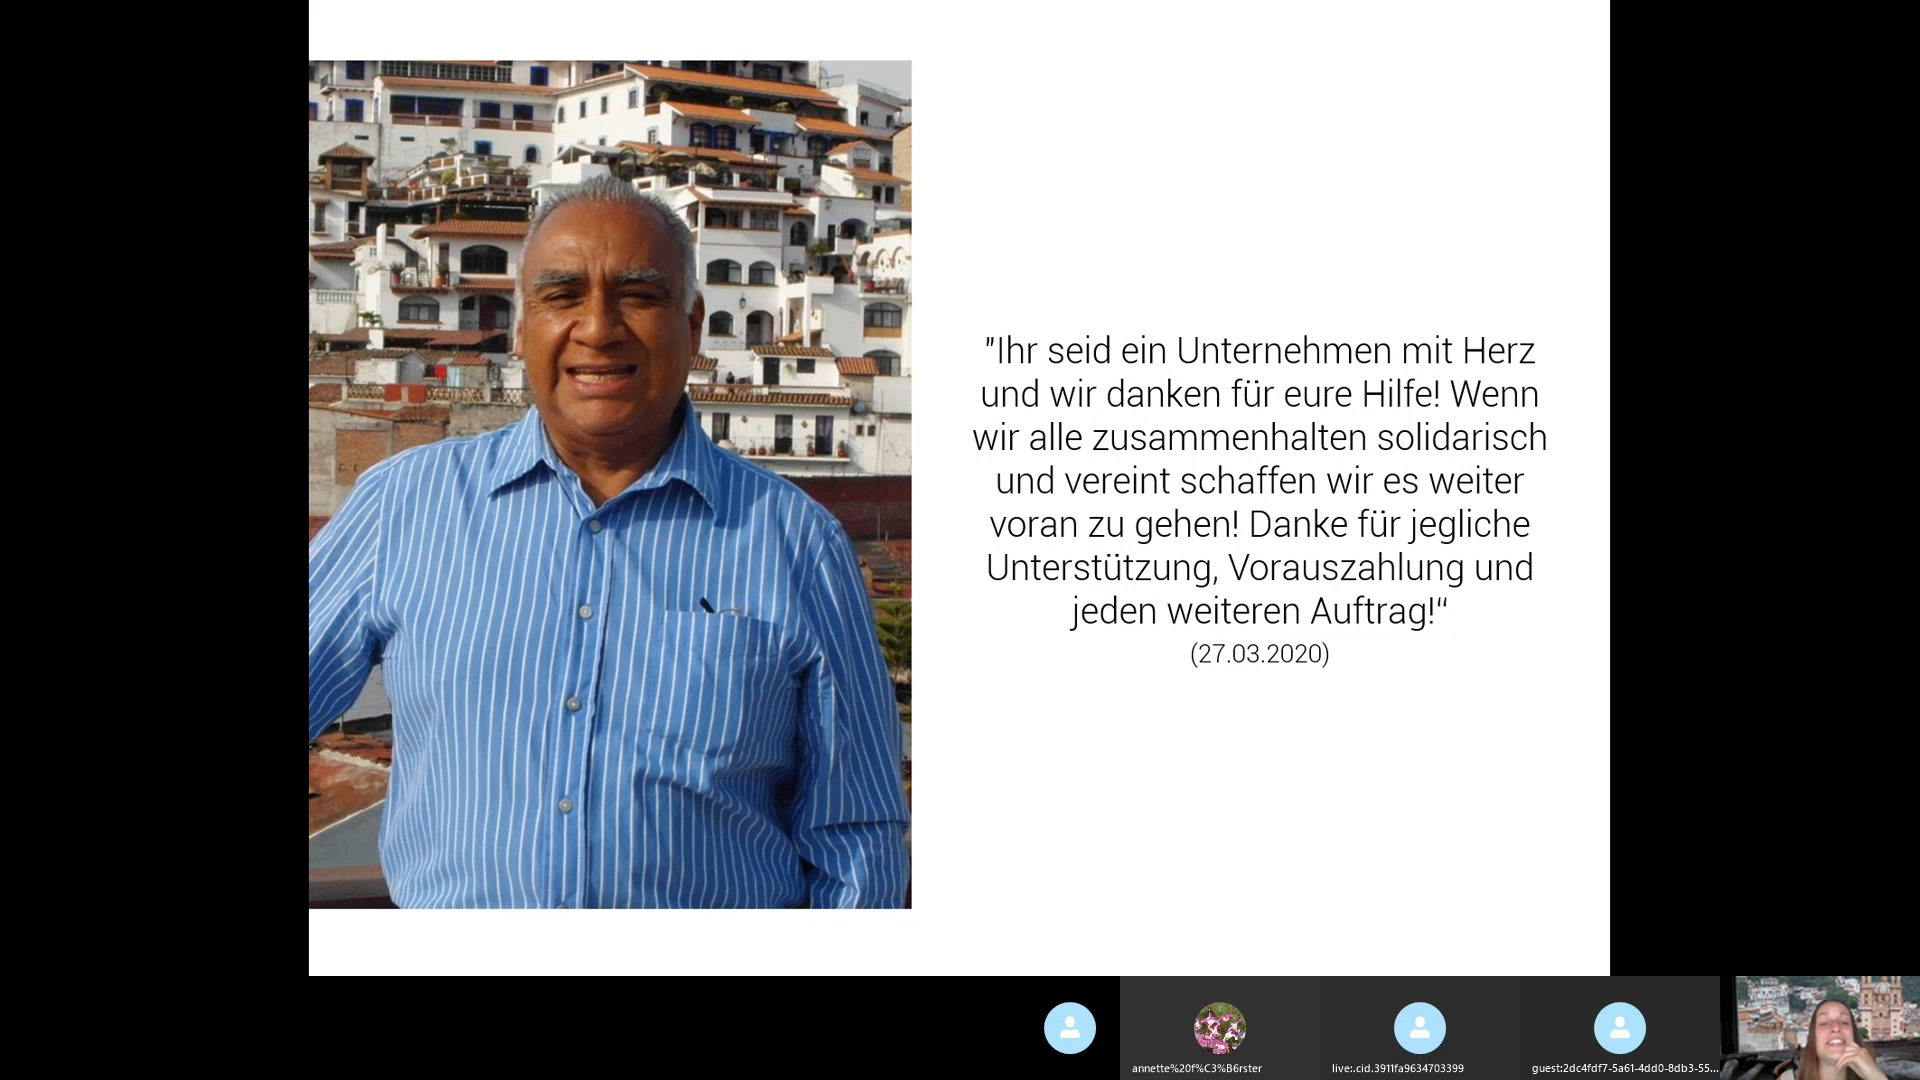 "Ihr seid ein Unternehmen mit Herz
und wir danken für eure Hilfe! Wenn
wir alle zusammenhalten solidarisch
und vereint schaffen wir es weiter
voran zu gehen! Danke für jegliche
Unterstützung, Vorauszahlung und
jeden weiteren Auftrag!“
(27.03.2020)
annette%20f%C3%B6rster
live:.cid.3911fa9634703399
guest:2dc4fdf7-5a61-4dd0-8db3-55...